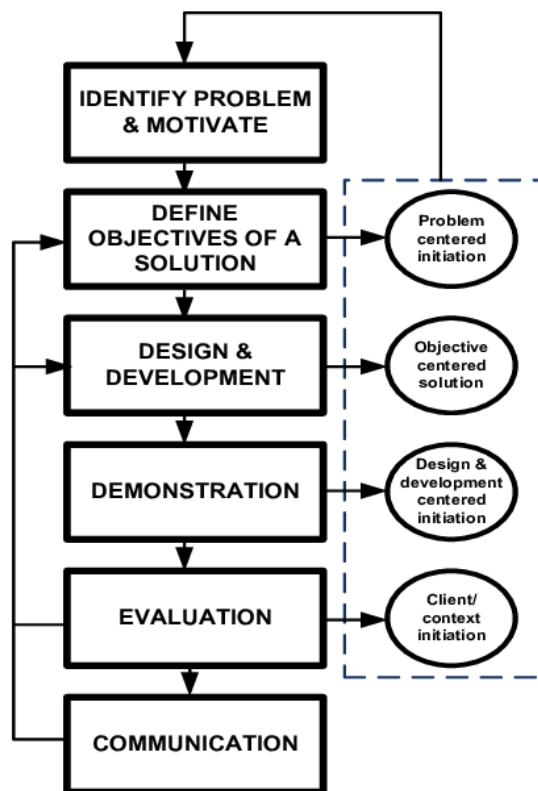 IDENTIFY PROBLEM
& MOTIVATE
DEFINE
OBJECTIVES OF A
SOLUTION
Problem
centered
initiation
DESIGN &
DEVELOPMENT
Objective
centered
solution
DEMONSTRATION
Design &
development
centered
initiation
EVALUATION
Client/
context
initiation
COMMUNICATION